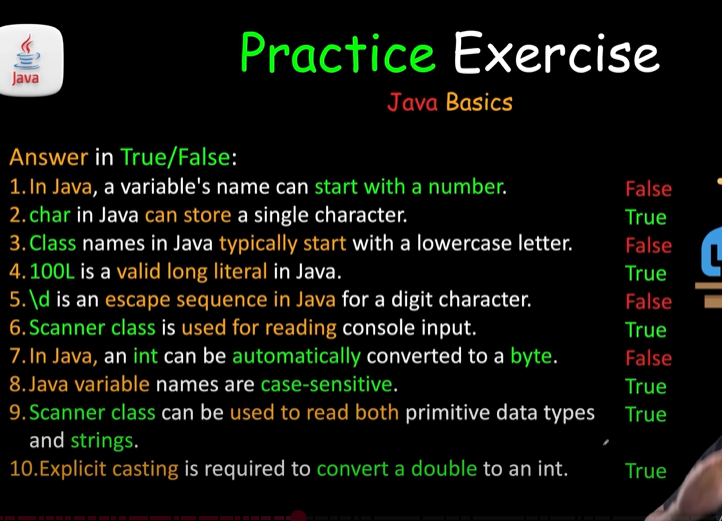 Java
Practice Exercise
Java Basics
Answer in True/False:
1. In Java, a variable's name can start with a number. False
2. char in Java can store a single character. True
3. Class names in Java typically start with a lowercase letter. False
4. 100L is a valid long literal in Java. True
5. \d is an escape sequence in Java for a digit character. False
6. Scanner class is used for reading console input. True
7. In Java, an int can be automatically converted to a byte. False
8. Java variable names are case-sensitive. True
9. Scanner class can be used to read both primitive data types True
and strings.
10.Explicit casting is required to convert a double to an int. True